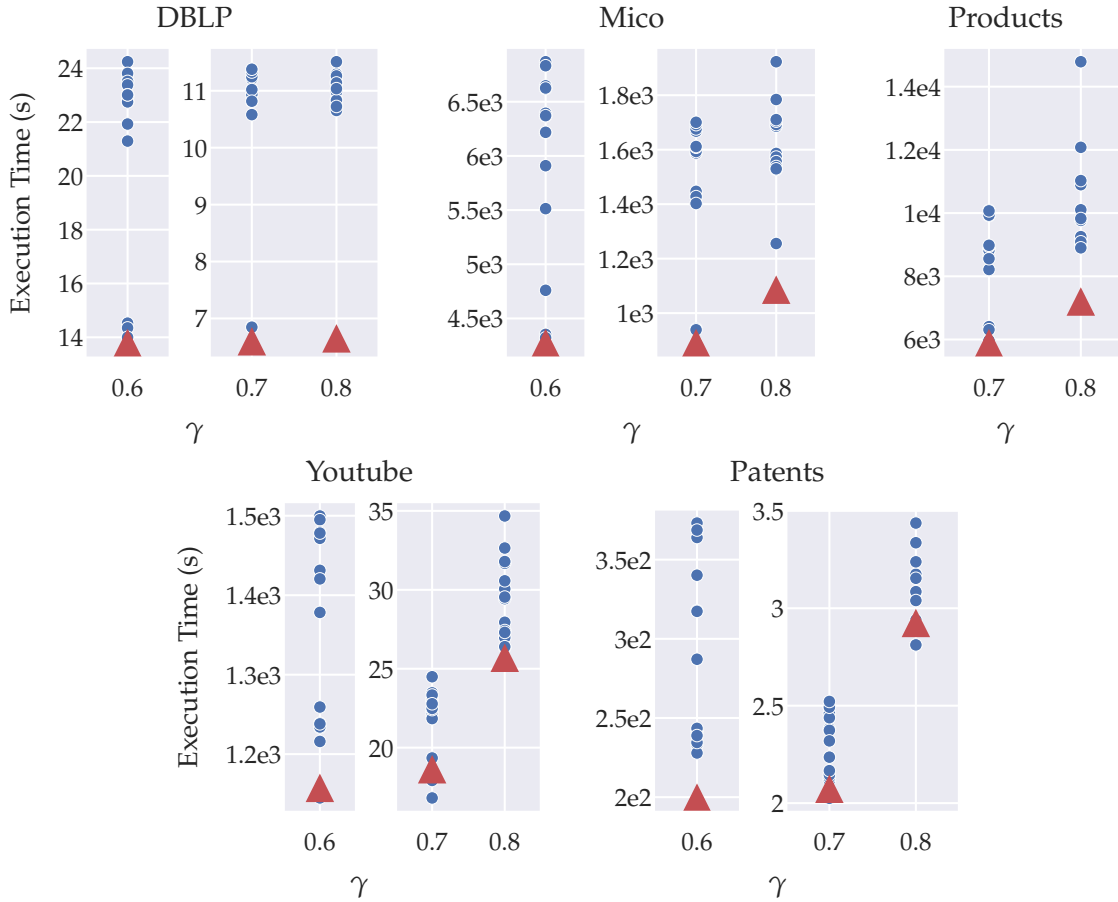 DBLP
Mico
Products
Execution Time (s)
24
22
20
18
16
14
11
10
9
8
7
6.5e3
6e3
5.5e3
5e3
4.5e3
1.8e3
1.6e3
1.4e3
1.2e3
1e3
1.4e4
1.2e4
1e4
8e3
6e3
0.6
0.7
0.8
0.6
0.7
0.8
0.7
0.8
γ
γ
γ
Youtube
Patents
Execution Time (s)
1.5e3
1.4e3
1.3e3
1.2e3
35
30
25
20
3.5e2
3e2
2.5e2
2e2
3.5
3
2.5
2
0.6
0.7
0.8
0.6
0.7
0.8
γ
γ